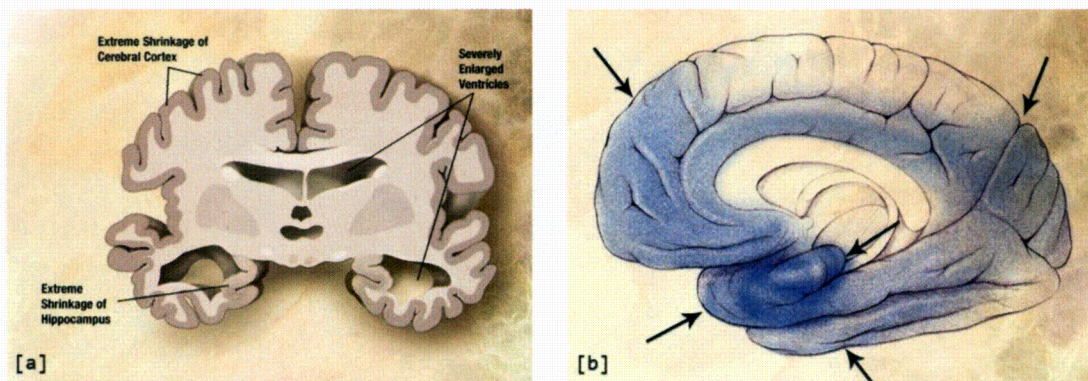 Extreme Shrinkage of
Cerebral Cortex
Severely
Enlarged
Ventricles
Extreme
Shrinkage of
Hippocampus
[a]
[b]